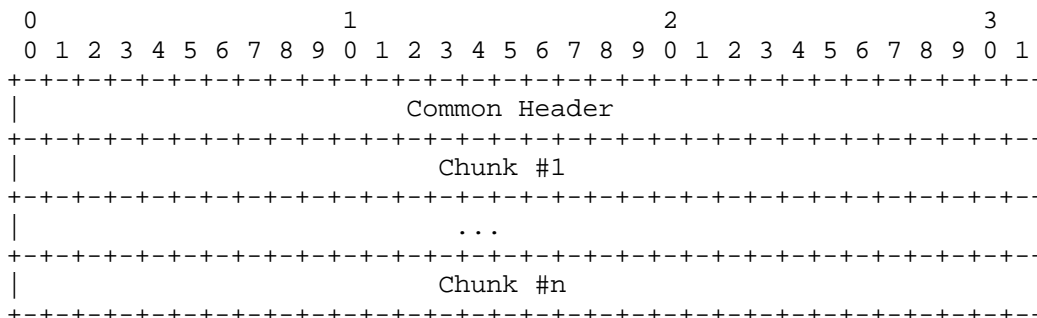 0                   1                   2                   3
 0 1 2 3 4 5 6 7 8 9 0 1 2 3 4 5 6 7 8 9 0 1 2 3 4 5 6 7 8 9 0 1
+-+-+-+-+-+-+-+-+-+-+-+-+-+-+-+-+-+-+-+-+-+-+-+-+-+-+-+-+-+-+-+--
|                        Common Header
+-+-+-+-+-+-+-+-+-+-+-+-+-+-+-+-+-+-+-+-+-+-+-+-+-+-+-+-+-+-+-+--
|                          Chunk #1
+-+-+-+-+-+-+-+-+-+-+-+-+-+-+-+-+-+-+-+-+-+-+-+-+-+-+-+-+-+-+-+--
|                           ...
+-+-+-+-+-+-+-+-+-+-+-+-+-+-+-+-+-+-+-+-+-+-+-+-+-+-+-+-+-+-+-+--
|                          Chunk #n
+-+-+-+-+-+-+-+-+-+-+-+-+-+-+-+-+-+-+-+-+-+-+-+-+-+-+-+-+-+-+-+--